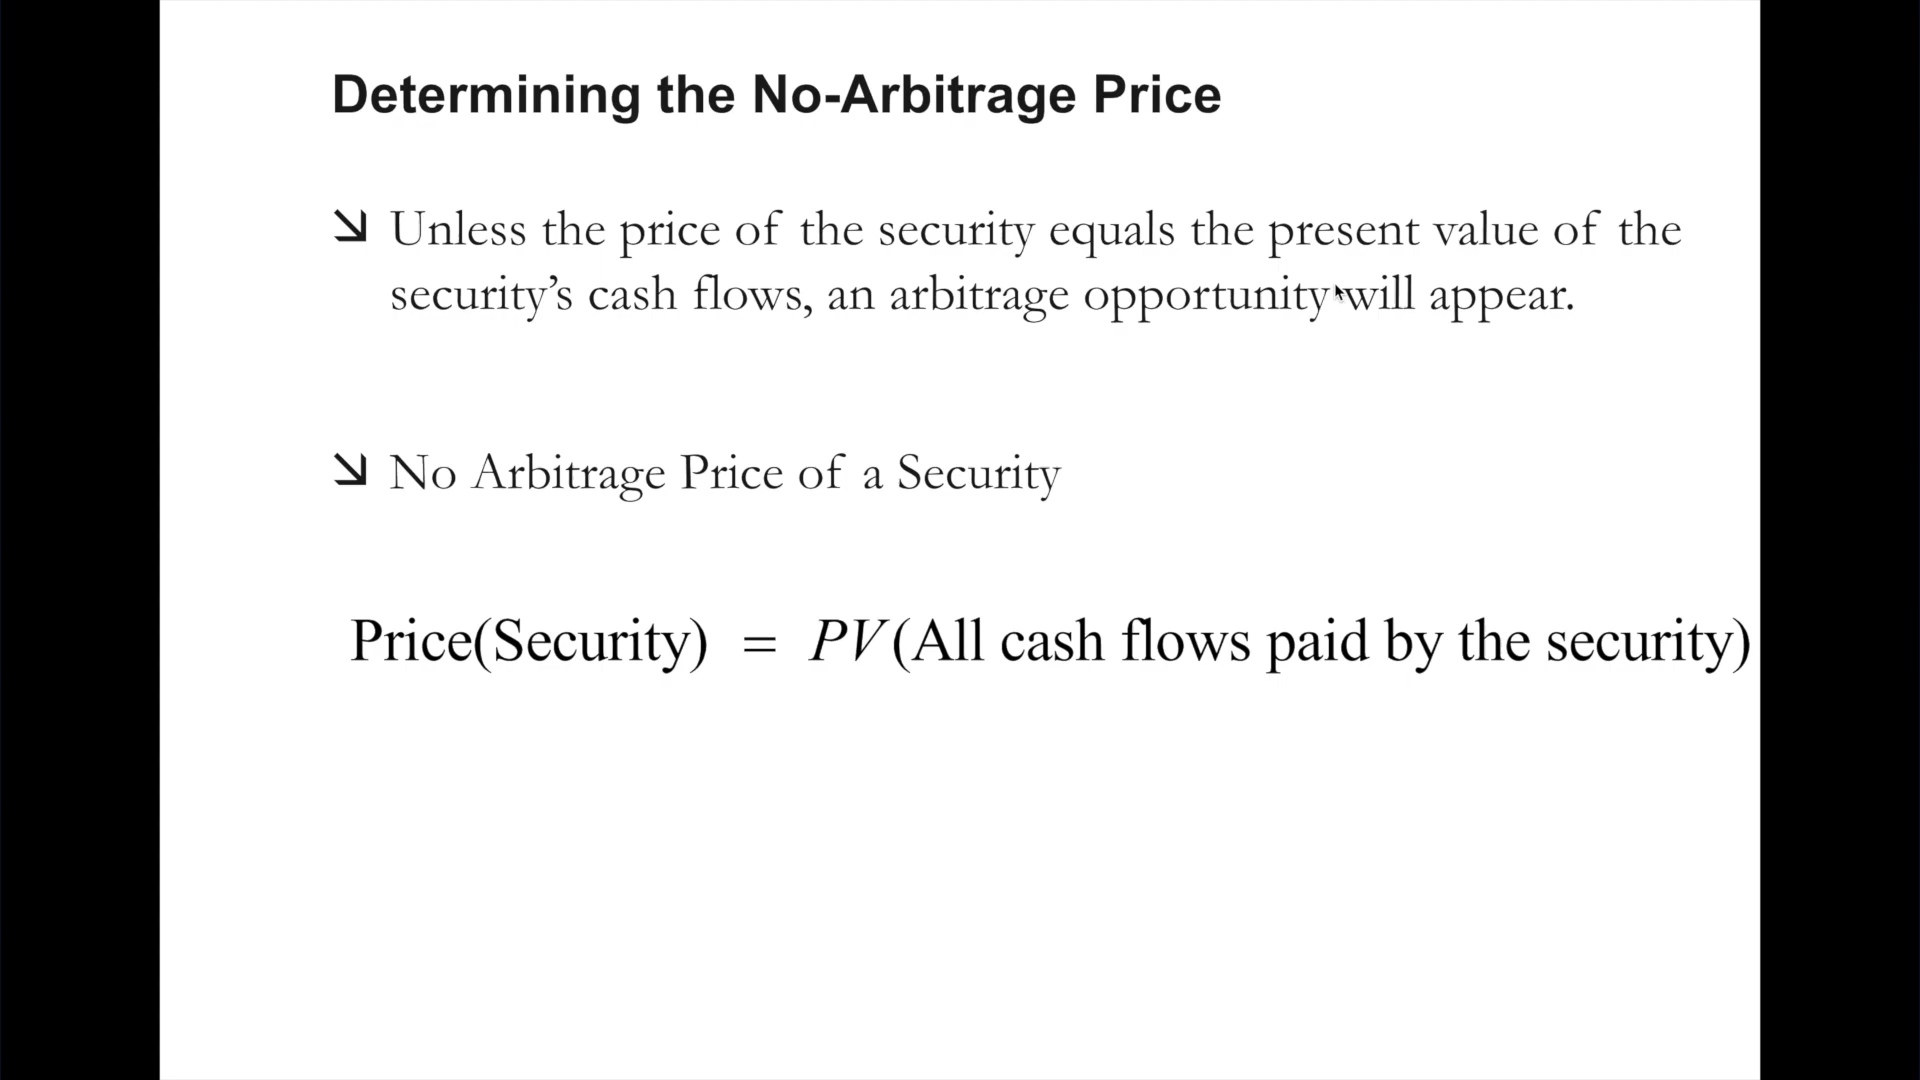 Determining the No-Arbitrage Price
Unless the price of the security equals the present value of the
security’s cash flows, an arbitrage opportunity will appear.
No Arbitrage Price of a Security
Price(Security) = PV(All cash flows paid by the security)